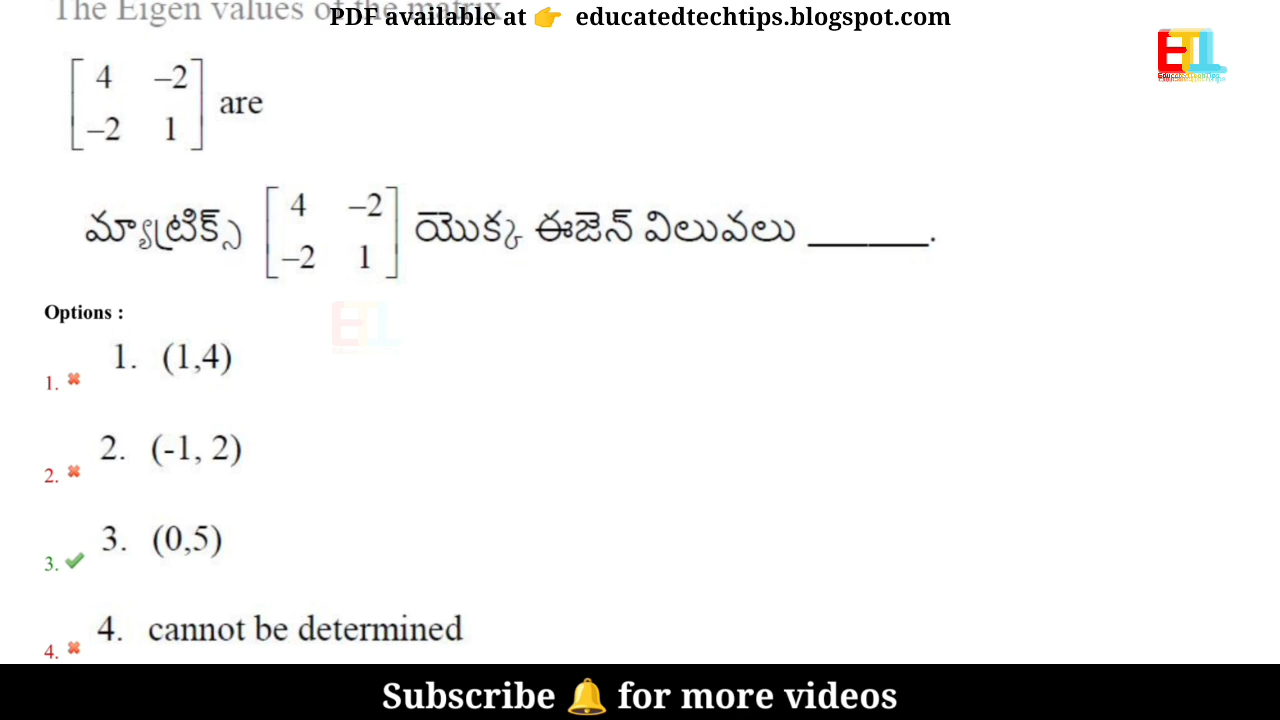 The Eigen values of the matrix
PDF available at 👉 educatedtechtips.blogspot.com
ETL
4 –2
are
–2 1
మ్యాట్రిక్స్ యొక్క ఈజెన్ విలువలు ______.
4 –2
–2 1
Options :
1. (1,4)
1. ✖
2. (-1, 2)
2. ✖
3. (0,5)
3. ✔
4. cannot be determined
4. ✖
Subscribe 🔔 for more videos